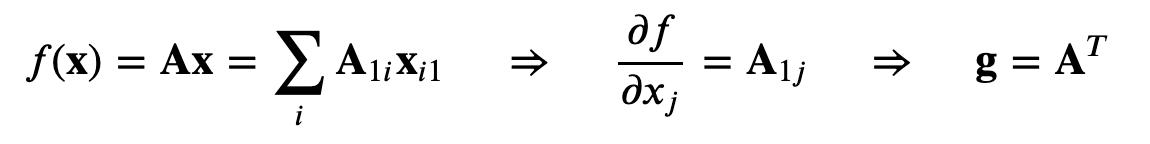 f(𝐱) = 𝐀𝐱 = ∑ᵢ 𝐀₁ᵢ𝐱ᵢ₁ ⇒ ∂f/∂xⱼ = 𝐀₁ⱼ ⇒ 𝐠 = 𝐀ᵀ